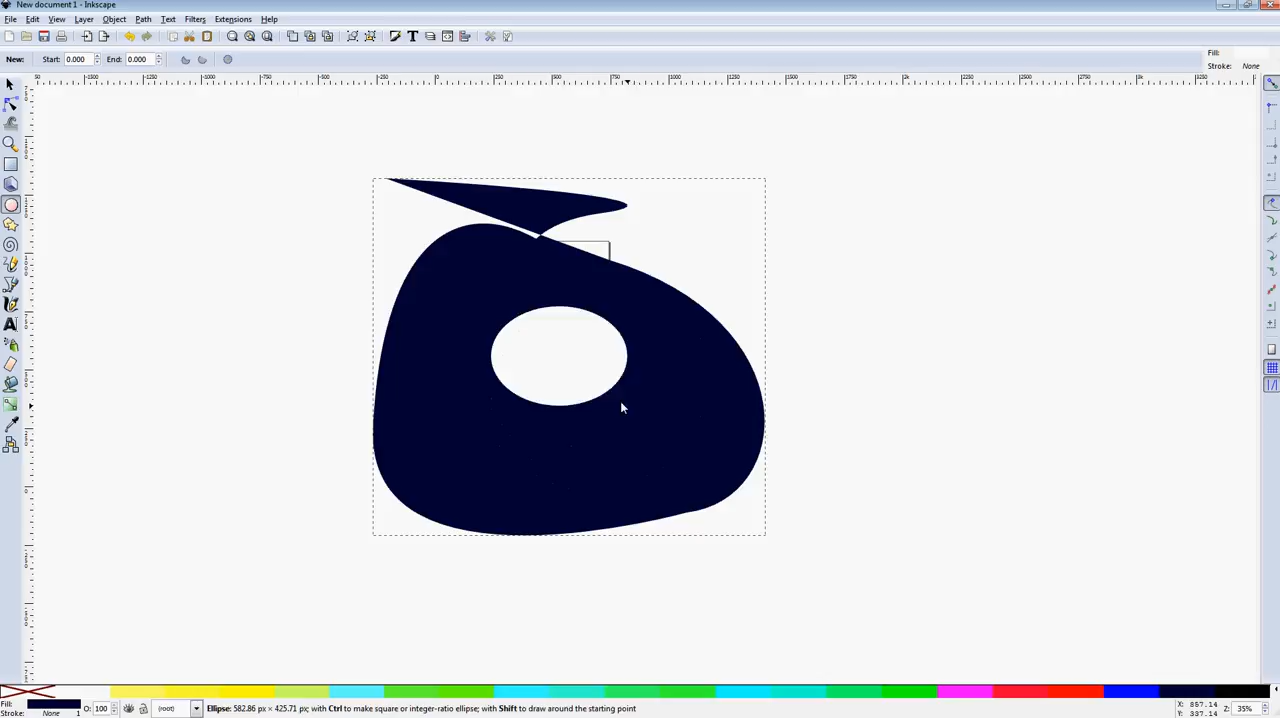 New document 1 - Inkscape
File Edit View Layer Object Path Text Filters Extensions Help
New: Start: 0.000 End: 0.000
Fill:
Stroke: None
Fill:
Stroke: None 1 O: 100 (root) Ellipse: 582.86 px × 425.71 px; with Ctrl to make square or integer-ratio ellipse; with Shift to draw around the starting point
X: 857.14
Y: 337.14
Z: 35%